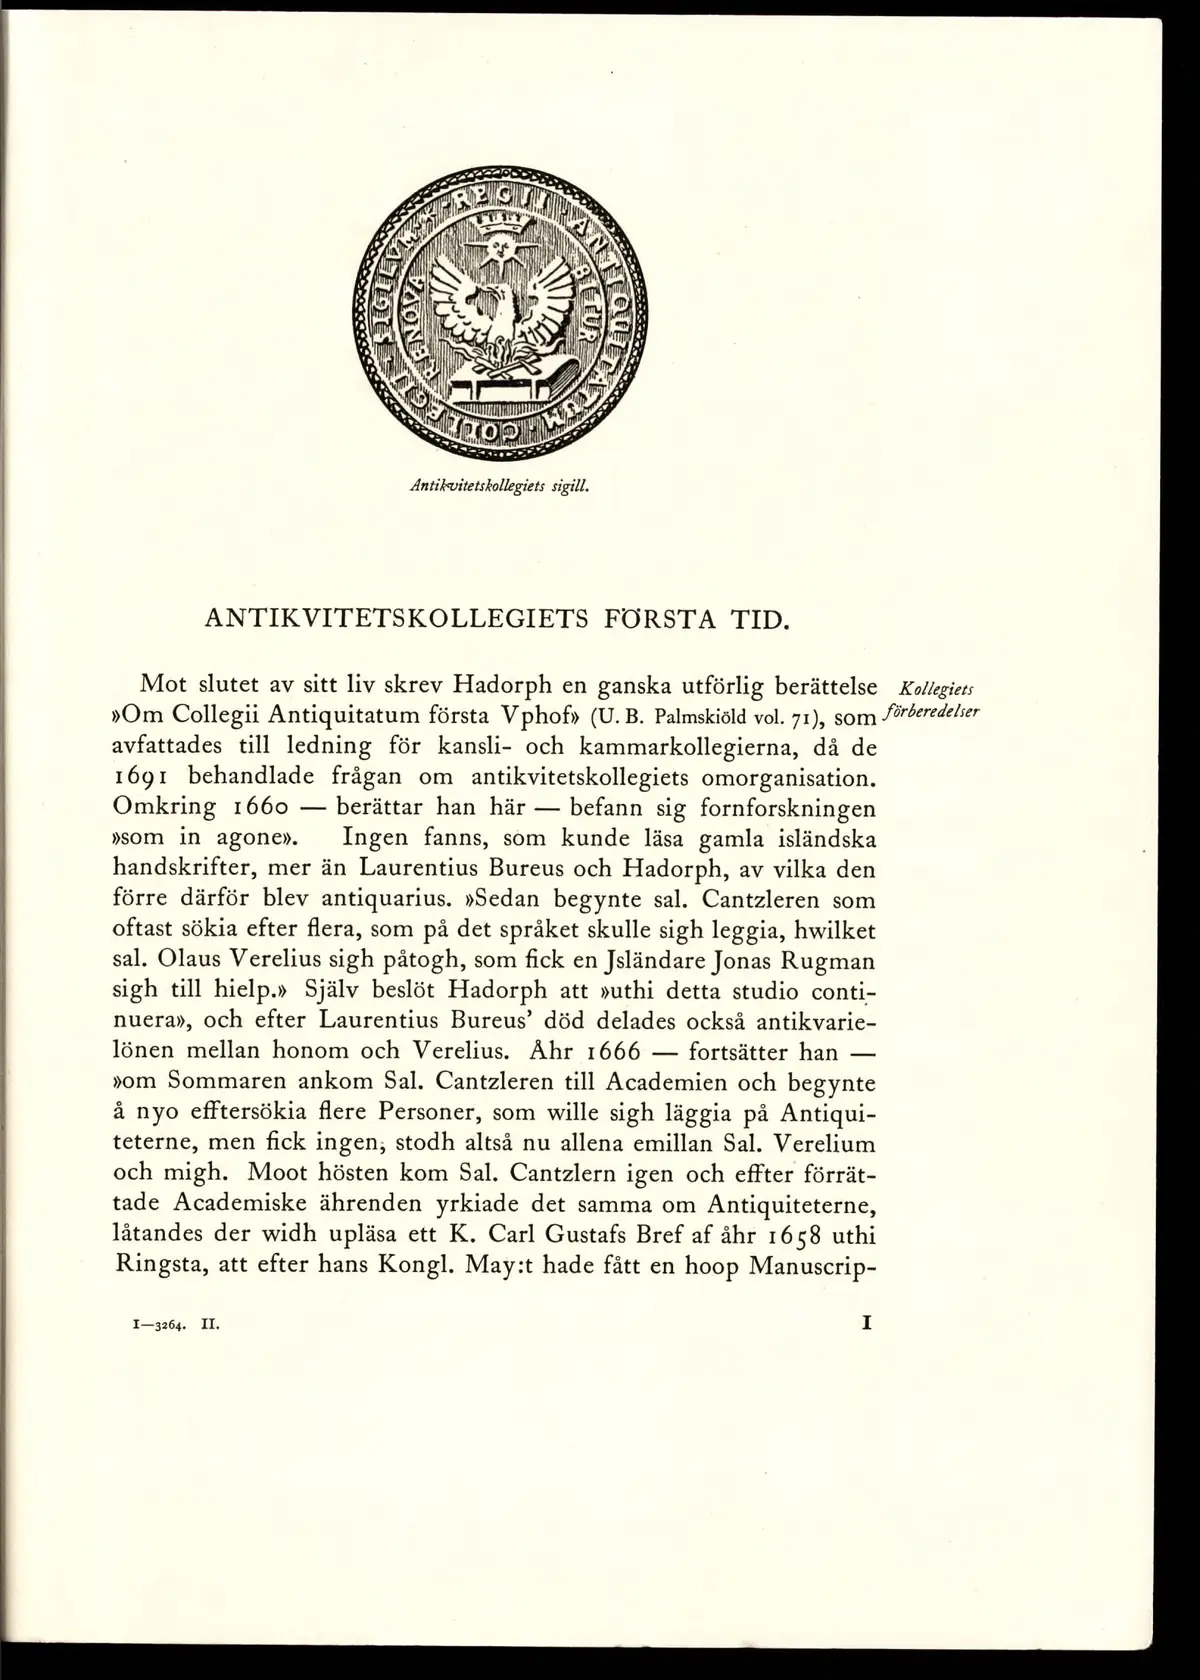 SIGILVM · REGII · ANTIQUITATUM · COLLEGII ·
RENOVABITUR
Antikvitetskollegiets sigill.
ANTIKVITETSKOLLEGIETS FÖRSTA TID.
Mot slutet av sitt liv skrev Hadorph en ganska utförlig berättelse
Kollegiets
»Om Collegii Antiquitatum första Vphof» (U. B. Palmskiöld vol. 71), som
förberedelser
avfattades till ledning för kansli- och kammarkollegierna, då de
1691 behandlade frågan om antikvitetskollegiets omorganisation.
Omkring 1660 — berättar han här — befann sig fornforskningen
»som in agone». Ingen fanns, som kunde läsa gamla isländska
handskrifter, mer än Laurentius Bureus och Hadorph, av vilka den
förre därför blev antiquarius. »Sedan begynte sal. Cantzleren som
oftast sökia efter flera, som på det språket skulle sigh leggia, hwilket
sal. Olaus Verelius sigh påtogh, som fick en Jsländare Jonas Rugman
sigh till hielp.» Själv beslöt Hadorph att »uthi detta studio conti-
nuera», och efter Laurentius Bureus’ död delades också antikvarie-
lönen mellan honom och Verelius. Åhr 1666 — fortsätter han —
»om Sommaren ankom Sal. Cantzleren till Academien och begynte
å nyo efftersökia flere Personer, som wille sigh läggia på Antiqui-
teterne, men fick ingen; stodh altså nu allena emillan Sal. Verelium
och migh. Moot hösten kom Sal. Cantzlern igen och effter förrät-
tade Academiske ährenden yrkiade det samma om Antiquiteterne,
låtandes der widh upläsa ett K. Carl Gustafs Bref af åhr 1658 uthi
Ringsta, att efter hans Kongl. May:t hade fått en hoop Manuscrip-
1—3264. II.
1